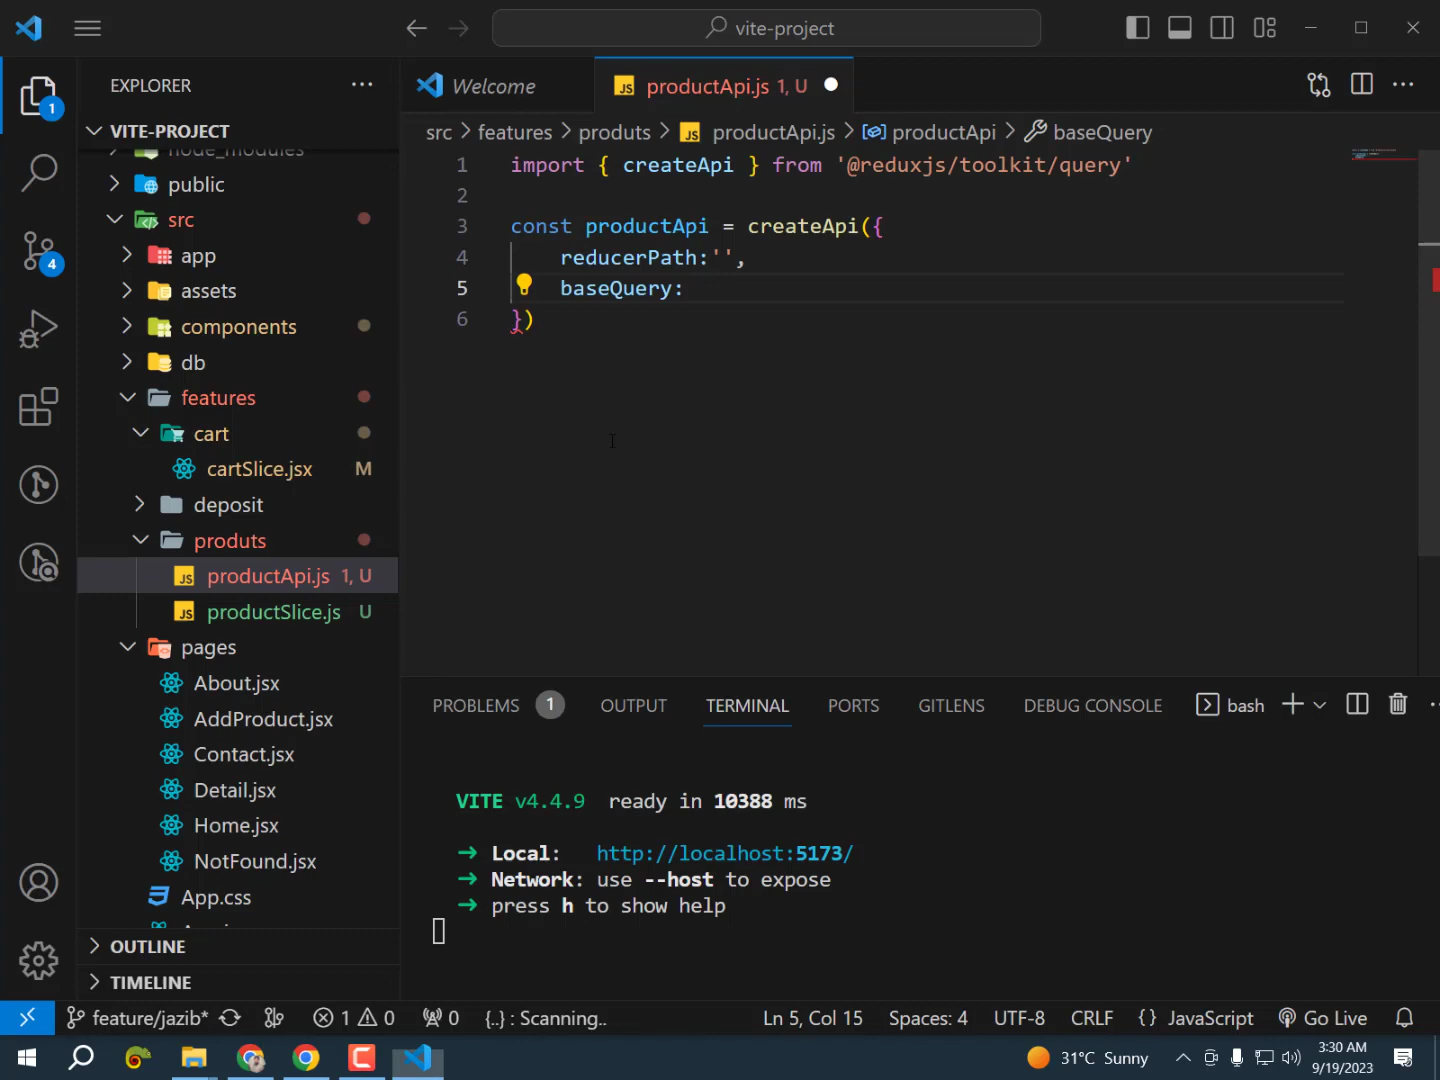 vite-project
EXPLORER
Welcome
productApi.js 1, U
src > features > produts > productApi.js > productApi > baseQuery
VITE-PROJECT
node_modules
public
src
app
assets
components
db
features
cart
cartSlice.jsx M
deposit
produts
productApi.js 1, U
productSlice.js U
pages
About.jsx
AddProduct.jsx
Contact.jsx
Detail.jsx
Home.jsx
NotFound.jsx
App.css
OUTLINE
TIMELINE
1 import { createApi } from '@reduxjs/toolkit/query'
2
3 const productApi = createApi({
4 reducerPath:'',
5 baseQuery:
6 })
PROBLEMS 1 OUTPUT TERMINAL PORTS GITLENS DEBUG CONSOLE bash
VITE v4.4.9 ready in 10388 ms
➜ Local: http://localhost:5173/
➜ Network: use --host to expose
➜ press h to show help
1
4
feature/jazib* 1 0 0 {..} : Scanning.. Ln 5, Col 15 Spaces: 4 UTF-8 CRLF {} JavaScript Go Live
31°C Sunny
3:30 AM
9/19/2023